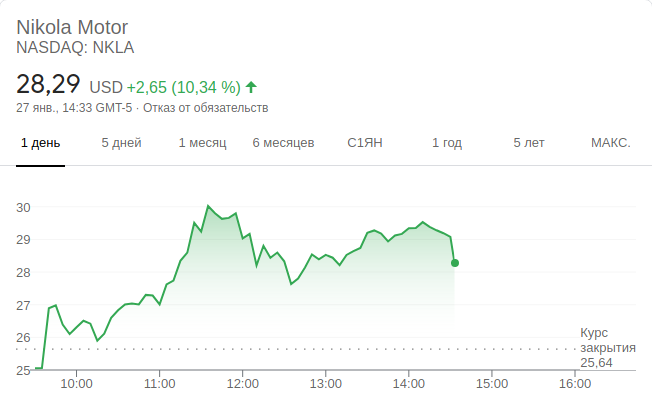 Nikola Motor
NASDAQ: NKLA
28,29 USD +2,65 (10,34 %)
27 янв., 14:33 GMT-5 · Отказ от обязательств
1 день 5 дней 1 месяц 6 месяцев С1ЯН 1 год 5 лет МАКС.
30
29
28
27
26
25
Курс
закрытия
25,64
10:00 11:00 12:00 13:00 14:00 15:00 16:00